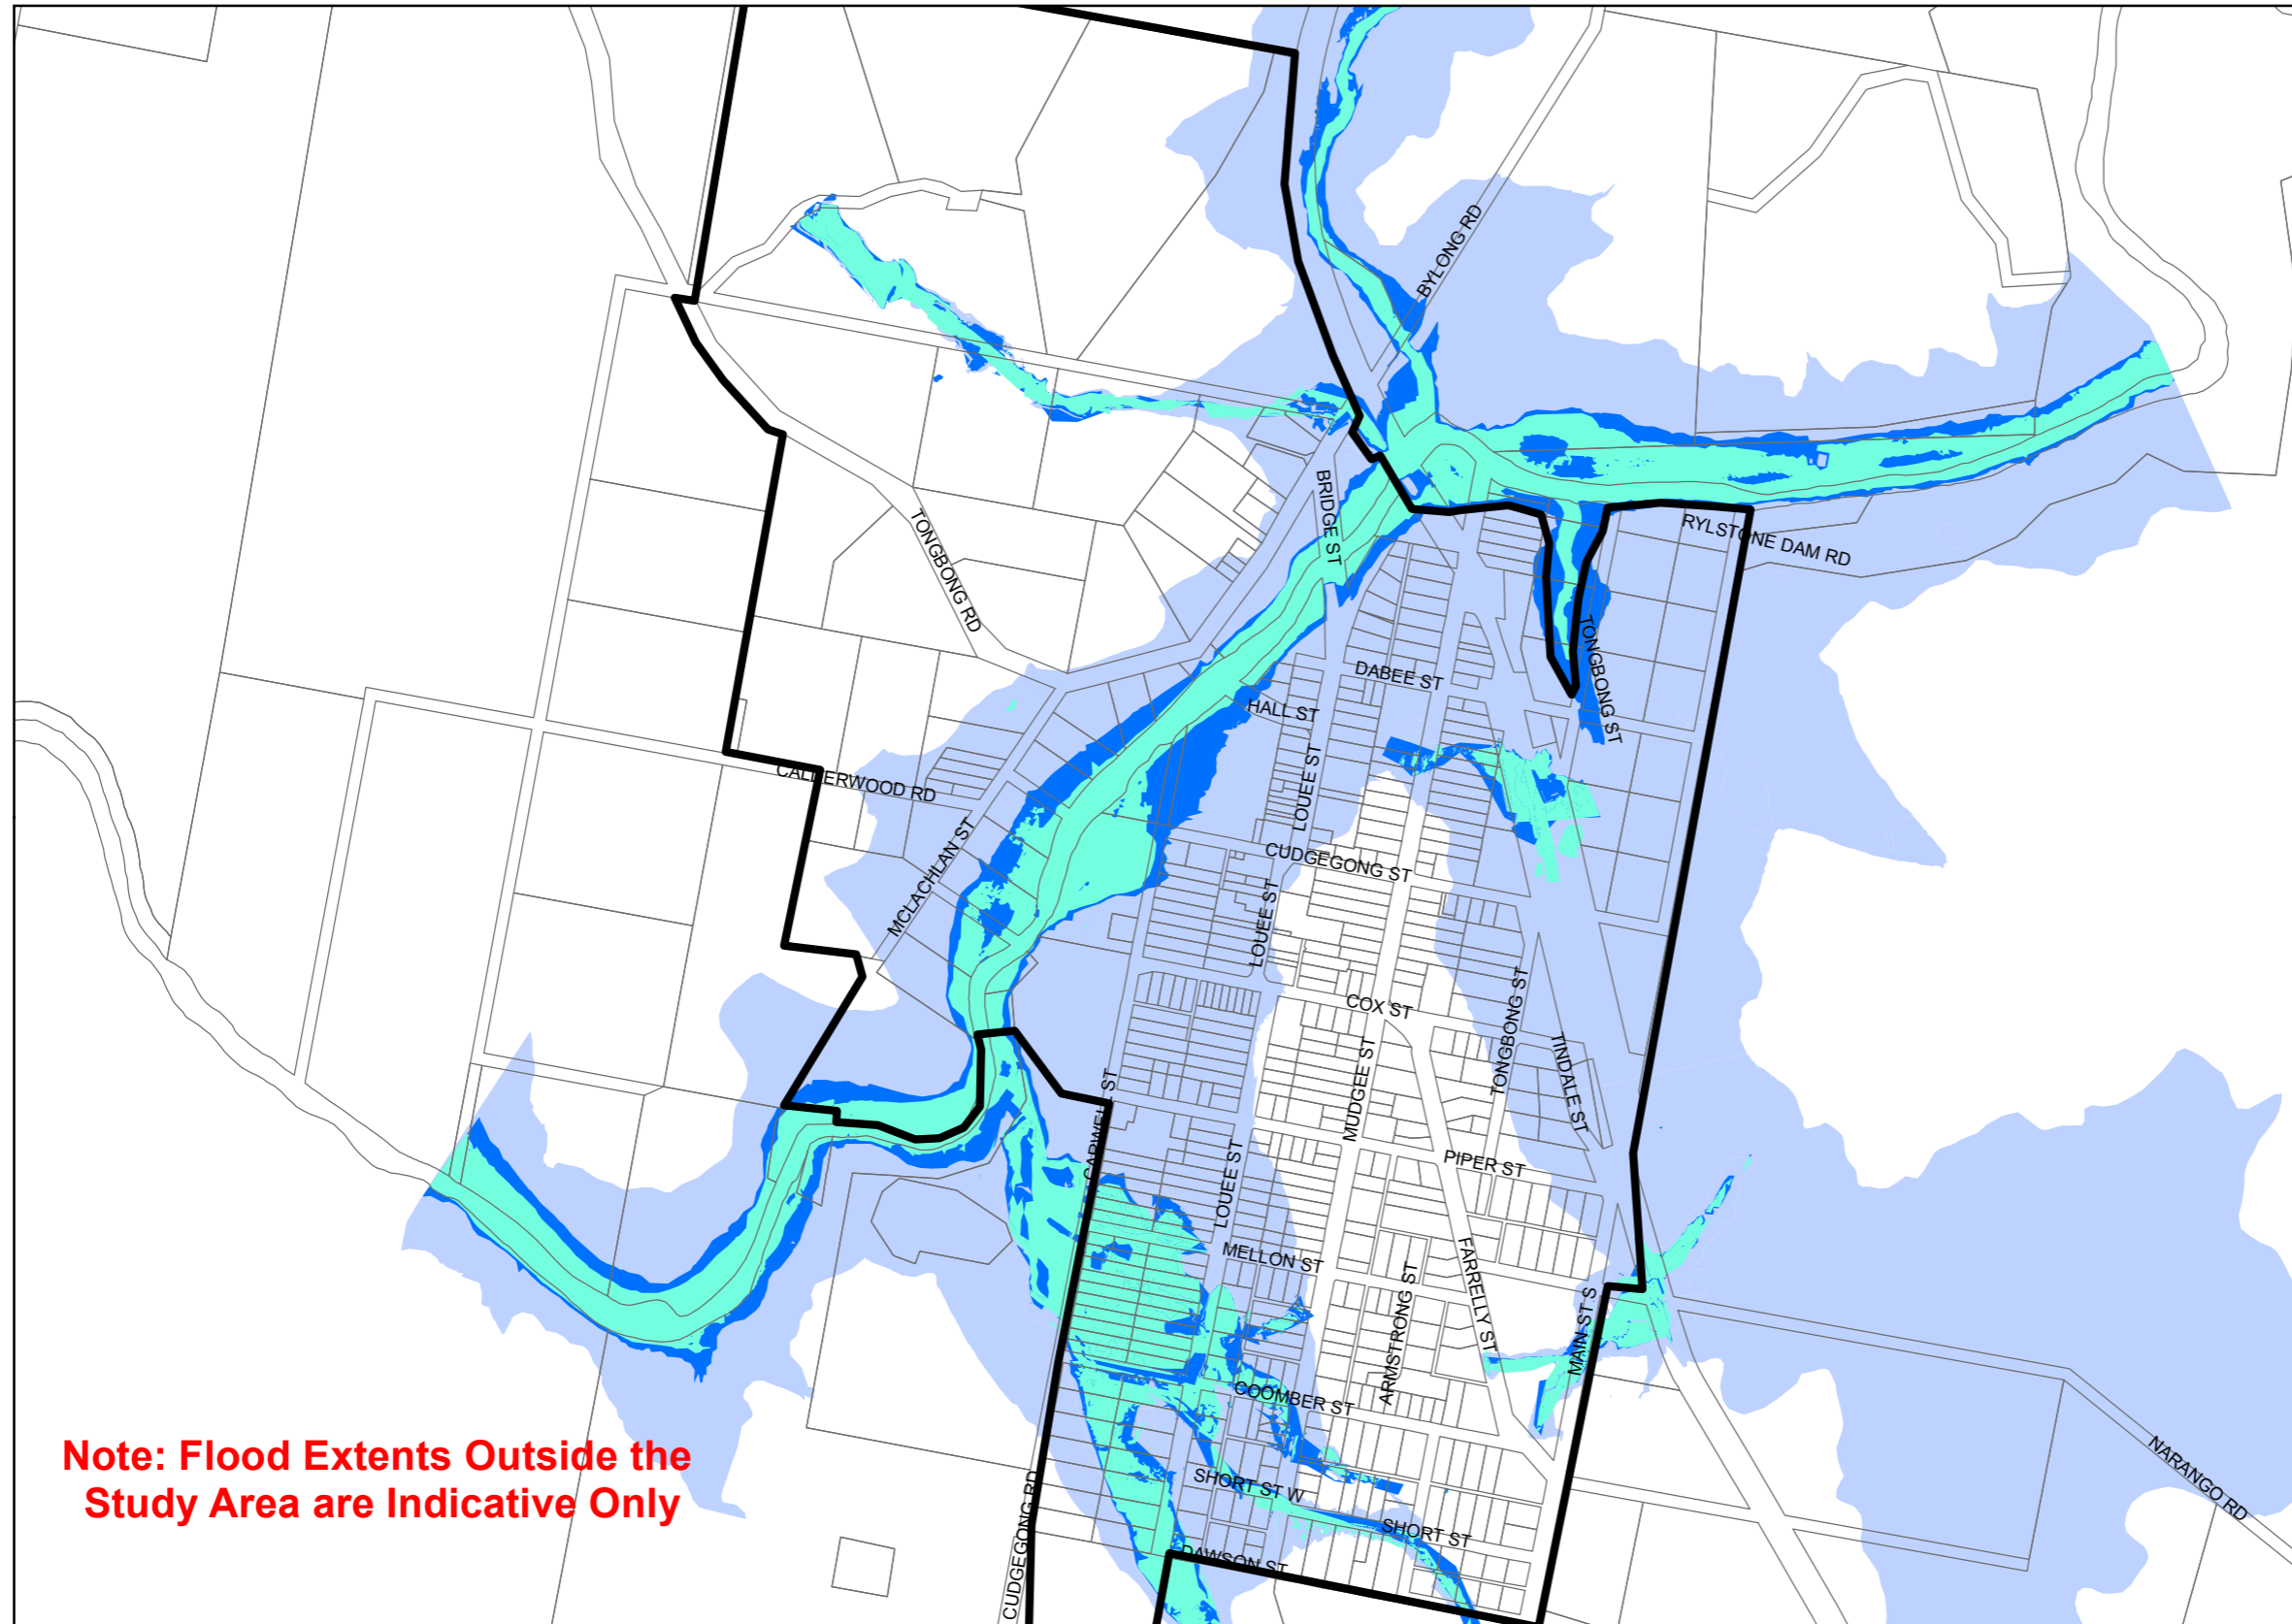 BYLONG RD
BRIDGE ST
TONGBONG RD
RYLSTONE DAM RD
TONGBONG ST
DABEE ST
HALL ST
LOUEE ST
CALLERWOOD RD
MCLACHLAN ST
CUDGEGONG ST
LOUEE ST
COX ST
TONGBONG ST
TINDALE ST
MUDGEE ST
CARWELL ST
PIPER ST
LOUEE ST
MELLON ST
FARRELLY ST
ARMSTRONG ST
MAIN ST S
COOMBER ST
Note: Flood Extents Outside the
Study Area are Indicative Only
SHORT ST W
SHORT ST
NARANGO RD
CUDGEGONG RD
DAWSON ST